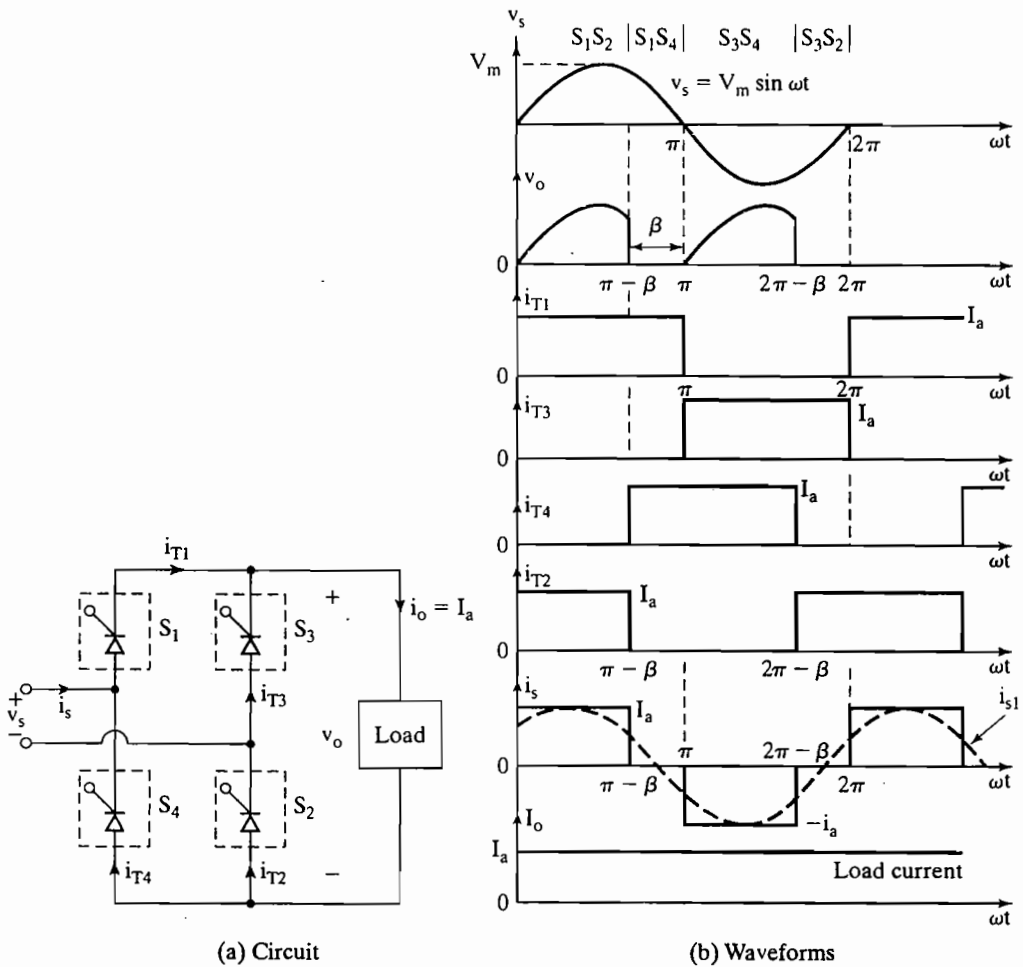 i_T1
+
i_o = I_a
S_1
S_3
+
v_s
−
i_s
i_T3
v_o
Load
S_4
S_2
i_T4
i_T2
−
(a) Circuit
v_s
S_1S_2 | S_1S_4 | S_3S_4 | S_3S_2 |
V_m
v_s = V_m sin ωt
π
2π
ωt
v_o
β
0
π − β
π
2π − β
2π
ωt
i_T1
I_a
0
π
2π
ωt
i_T3
I_a
0
ωt
i_T4
I_a
0
ωt
i_T2
I_a
0
π − β
2π − β
ωt
i_s
I_a
i_s1
π
2π − β
0
π − β
2π
ωt
−i_a
I_o
I_a
Load current
0
ωt
(b) Waveforms